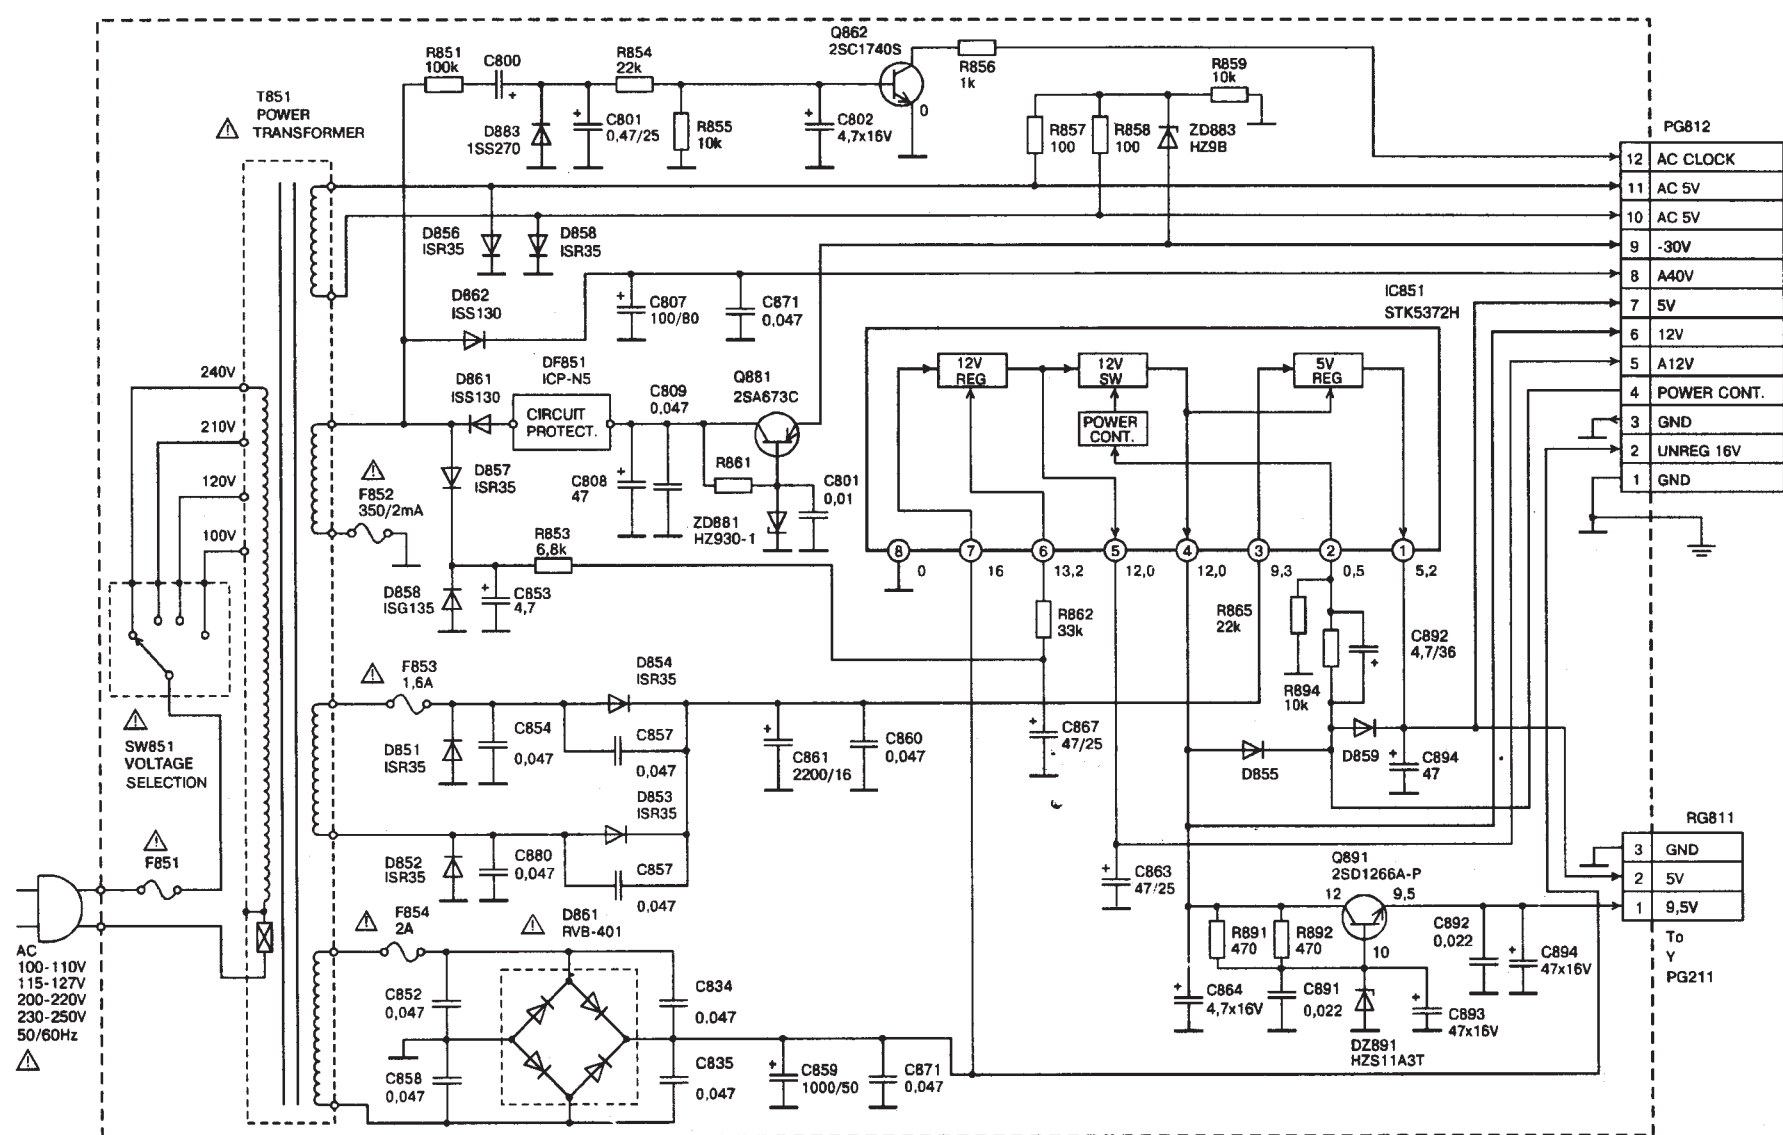 Q862
2SC1740S
R851
100k
C800
+
R854
22k
R856
1k
R859
10k
T851
POWER
TRANSFORMER
D883
1SS270
+
C801
0,47/25
R855
10k
+
C802
4,7x16V
0
R857
100
R858
100
ZD883
HZ9B
PG812
12 AC CLOCK
11 AC 5V
10 AC 5V
9 -30V
8 A40V
7 5V
6 12V
5 A12V
4 POWER CONT.
3 GND
2 UNREG 16V
1 GND
D856
ISR35
D858
ISR35
D862
ISS130
+
C807
100/80
C871
0,047
IC851
STK5372H
12V
REG
12V
SW
5V
REG
POWER
CONT.
240V
210V
120V
100V
D861
ISS130
DF851
ICP-N5
CIRCUIT
PROTECT.
C809
0,047
Q881
2SA673C
F852
350/2mA
D857
ISR35
+
C808
47
R861
C801
0,01
ZD881
HZ930-1
R853
6,8k
D858
ISG135
+
C853
4,7
8
7
6
5
4
3
2
1
0
16
13,2
12,0
12,0
9,3
0,5
5,2
R862
33k
R865
22k
R894
10k
C892
4,7/36
+
F853
1,6A
D854
ISR35
D851
ISR35
C854
0,047
C857
0,047
+
C861
2200/16
C860
0,047
+
C867
47/25
D855
D859
+
C894
47
SW851
VOLTAGE
SELECTION
D853
ISR35
D852
ISR35
C880
0,047
C857
0,047
F851
+
C863
47/25
RG811
3 GND
2 5V
1 9,5V
To
Y
PG211
Q891
2SD1266A-P
12
9,5
10
R891
470
R892
470
C892
0,022
+
C894
47x16V
+
C864
4,7x16V
C891
0,022
+
C893
47x16V
DZ891
HZS11A3T
F854
2A
D861
RVB-401
C852
0,047
C834
0.047
C858
0,047
C835
0,047
+
C859
1000/50
C871
0,047
AC
100-110V
115-127V
200-220V
230-250V
50/60Hz